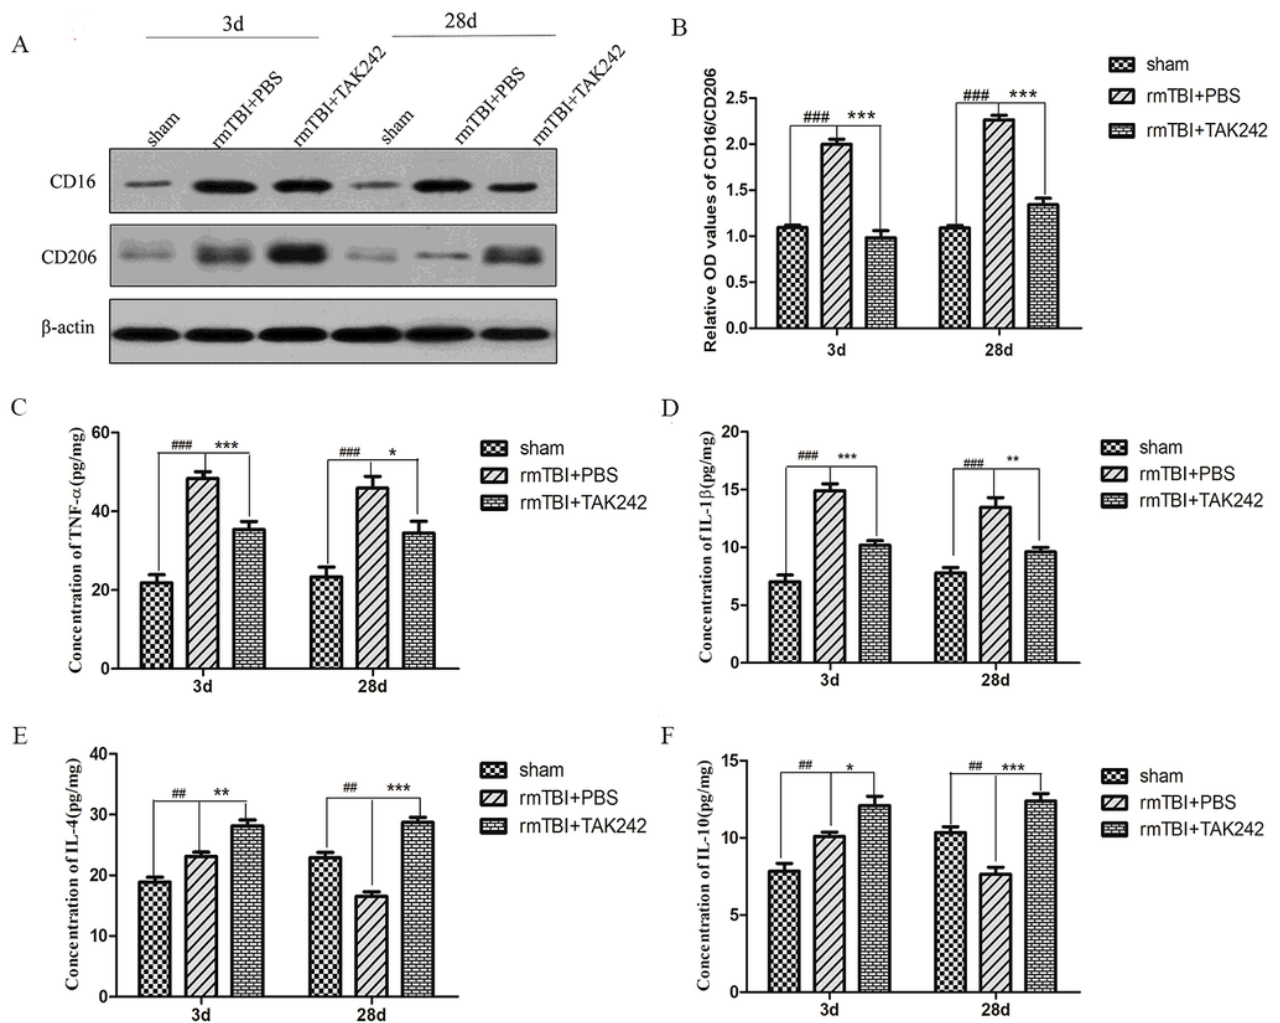 A
3d
28d
sham
rmTBI+PBS
rmTBI+TAK242
sham
rmTBI+PBS
rmTBI+TAK242
CD16
CD206
β-actin
B
Relative OD values of CD16/CD206
2.5
2.0
1.5
1.0
0.5
0.0
### ***
### ***
3d
28d
sham
rmTBI+PBS
rmTBI+TAK242
C
Concentration of TNF-α(pg/mg)
60
40
20
0
### ***
### *
3d
28d
sham
rmTBI+PBS
rmTBI+TAK242
D
Concentration of IL-1β(pg/mg)
20
15
10
5
0
### ***
### **
3d
28d
sham
rmTBI+PBS
rmTBI+TAK242
E
Concentration of IL-4(pg/mg)
40
30
20
10
0
## **
## ***
3d
28d
sham
rmTBI+PBS
rmTBI+TAK242
F
Concentration of IL-10(pg/mg)
15
10
5
0
## *
## ***
3d
28d
sham
rmTBI+PBS
rmTBI+TAK242